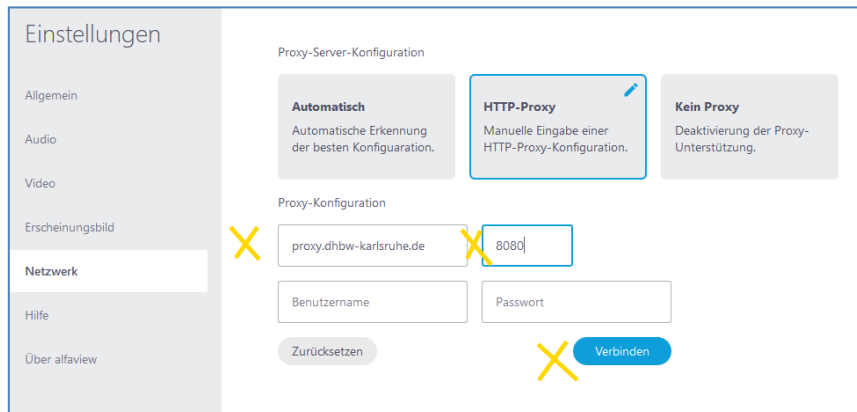 Einstellungen
Allgemein
Audio
Video
Erscheinungsbild
Netzwerk
Hilfe
Über alfaview
Proxy-Server-Konfiguration
Automatisch
Automatische Erkennung
der besten Konfiguaration.
HTTP-Proxy
Manuelle Eingabe einer
HTTP-Proxy-Konfiguration.
Kein Proxy
Deaktivierung der Proxy-
Unterstützung.
Proxy-Konfiguration
proxy.dhbw-karlsruhe.de
8080
Benutzername
Passwort
Zurücksetzen
Verbinden